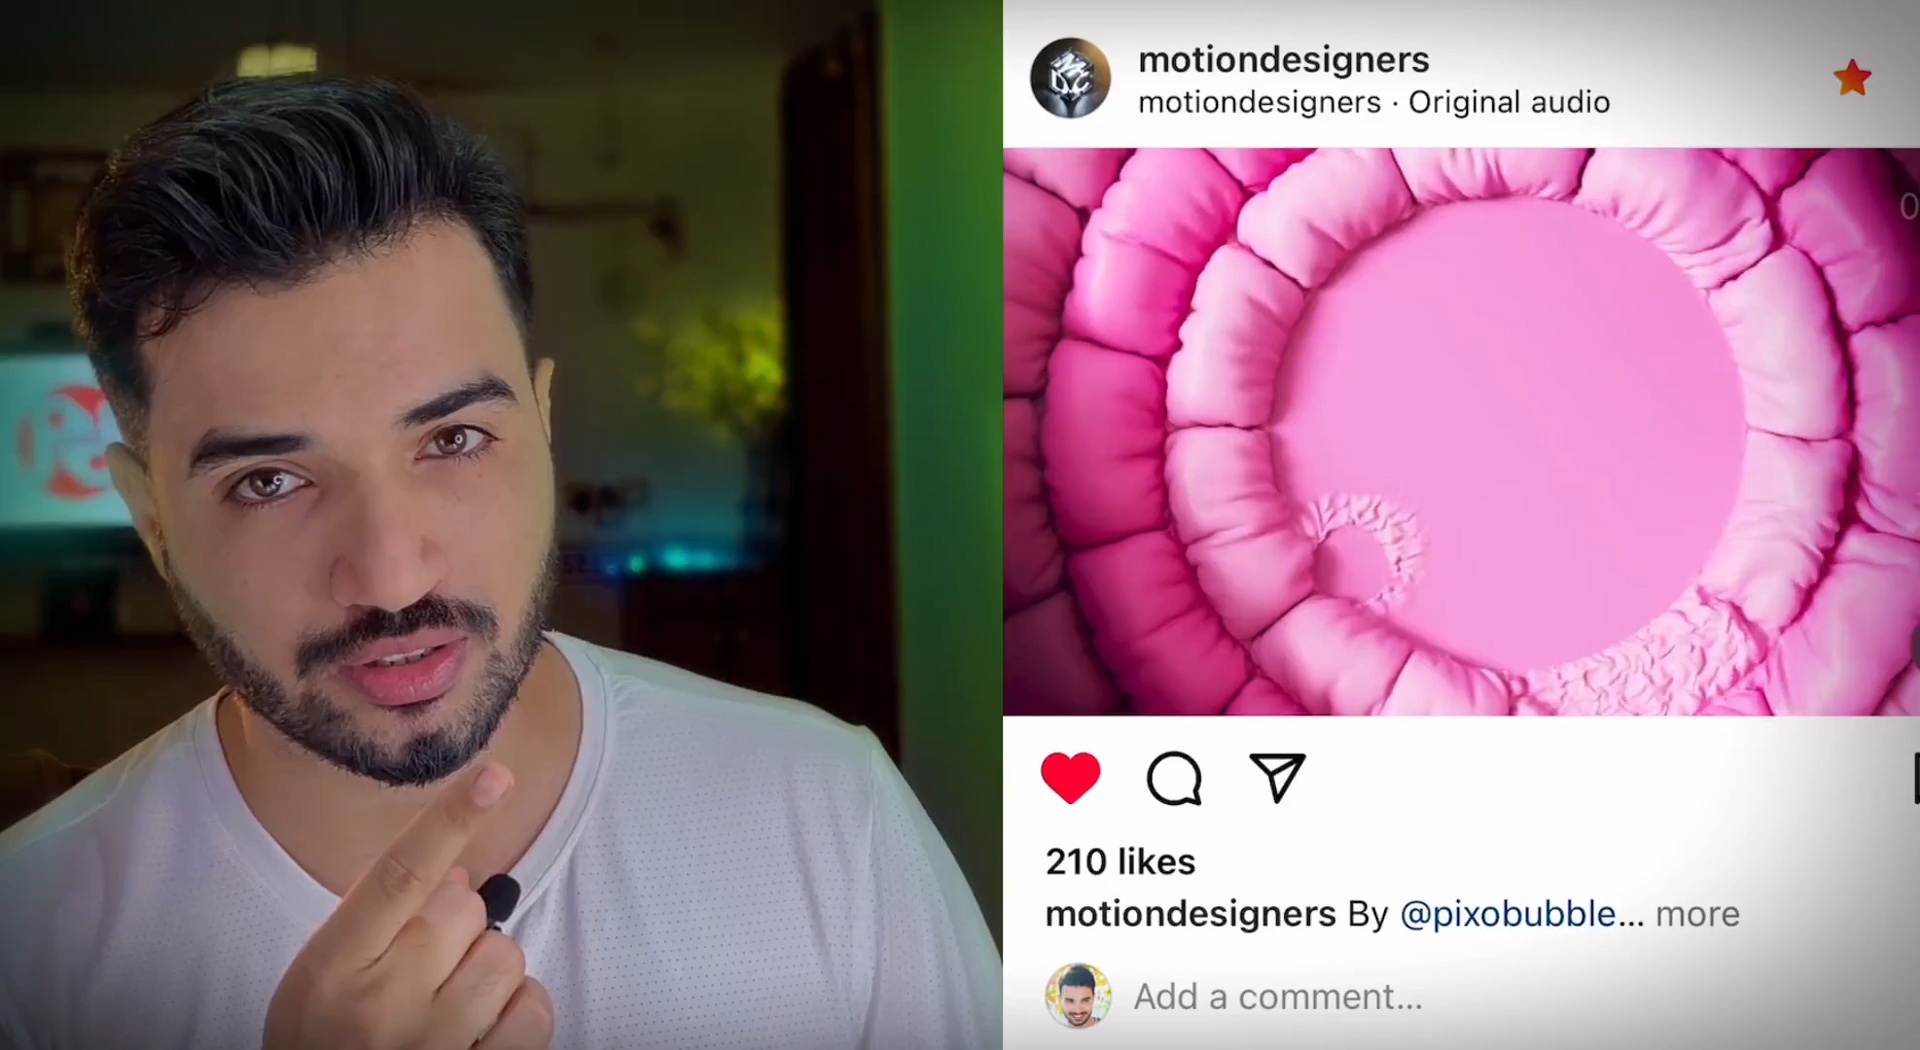 motiondesigners
motiondesigners · Original audio
210 likes
motiondesigners By @pixobubble... more
Add a comment...